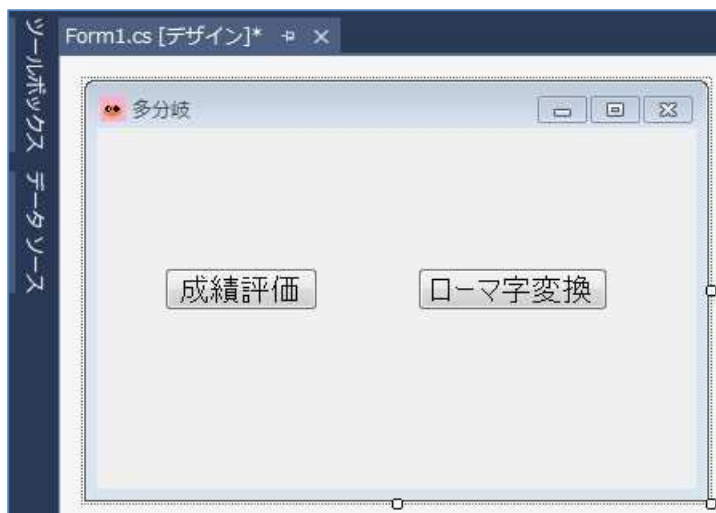 ツールボックス
データ ソース
Form1.cs [デザイン]*
多分岐
成績評価
ローマ字変換